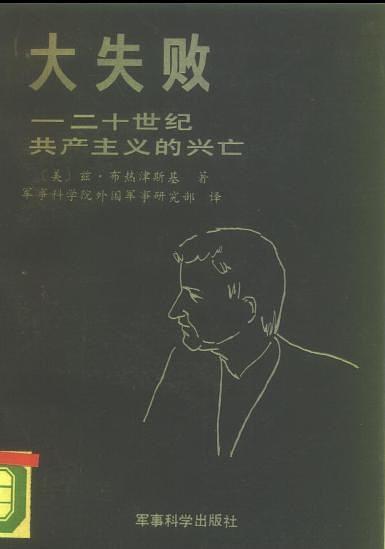 大失败
—二十世纪
共产主义的兴亡
〔美〕兹·布热津斯基 著
军事科学院外国军事研究部 译
军事科学出版社